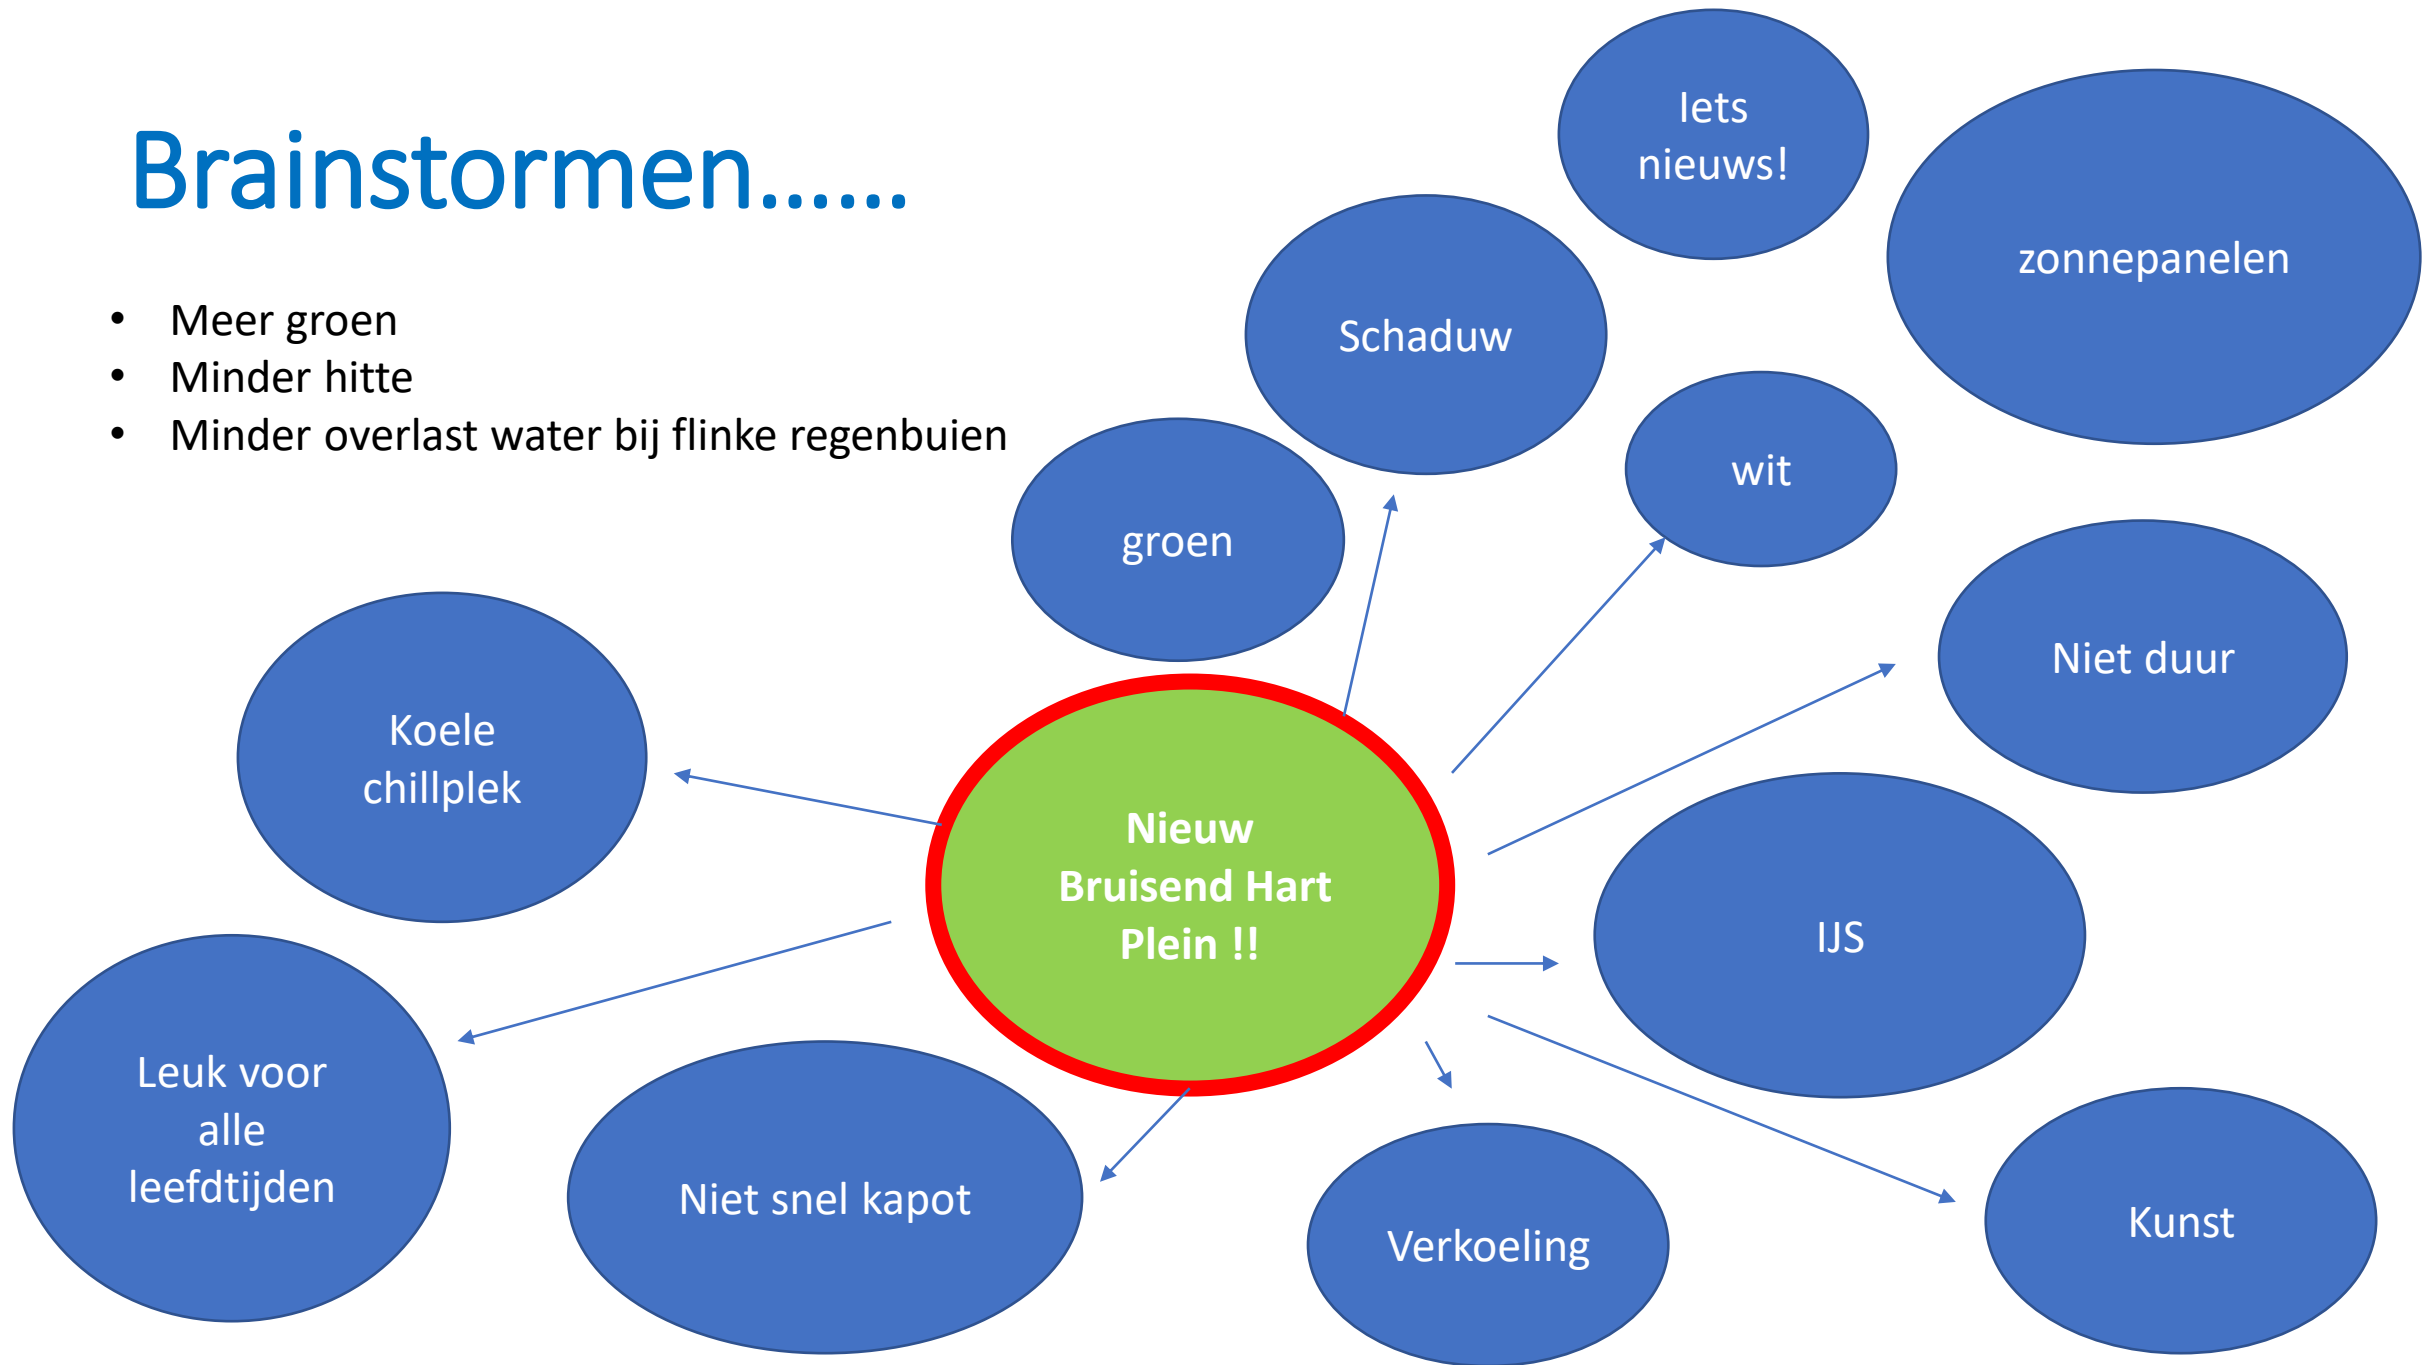 Brainstormen......
• Meer groen
• Minder hitte
• Minder overlast water bij flinke regenbuien
Iets
nieuws!
zonnepanelen
Schaduw
wit
groen
Niet duur
Koele
chillplek
Nieuw
Bruisend Hart
Plein !!
IJS
Leuk voor
alle
leefdtijden
Niet snel kapot
Verkoeling
Kunst